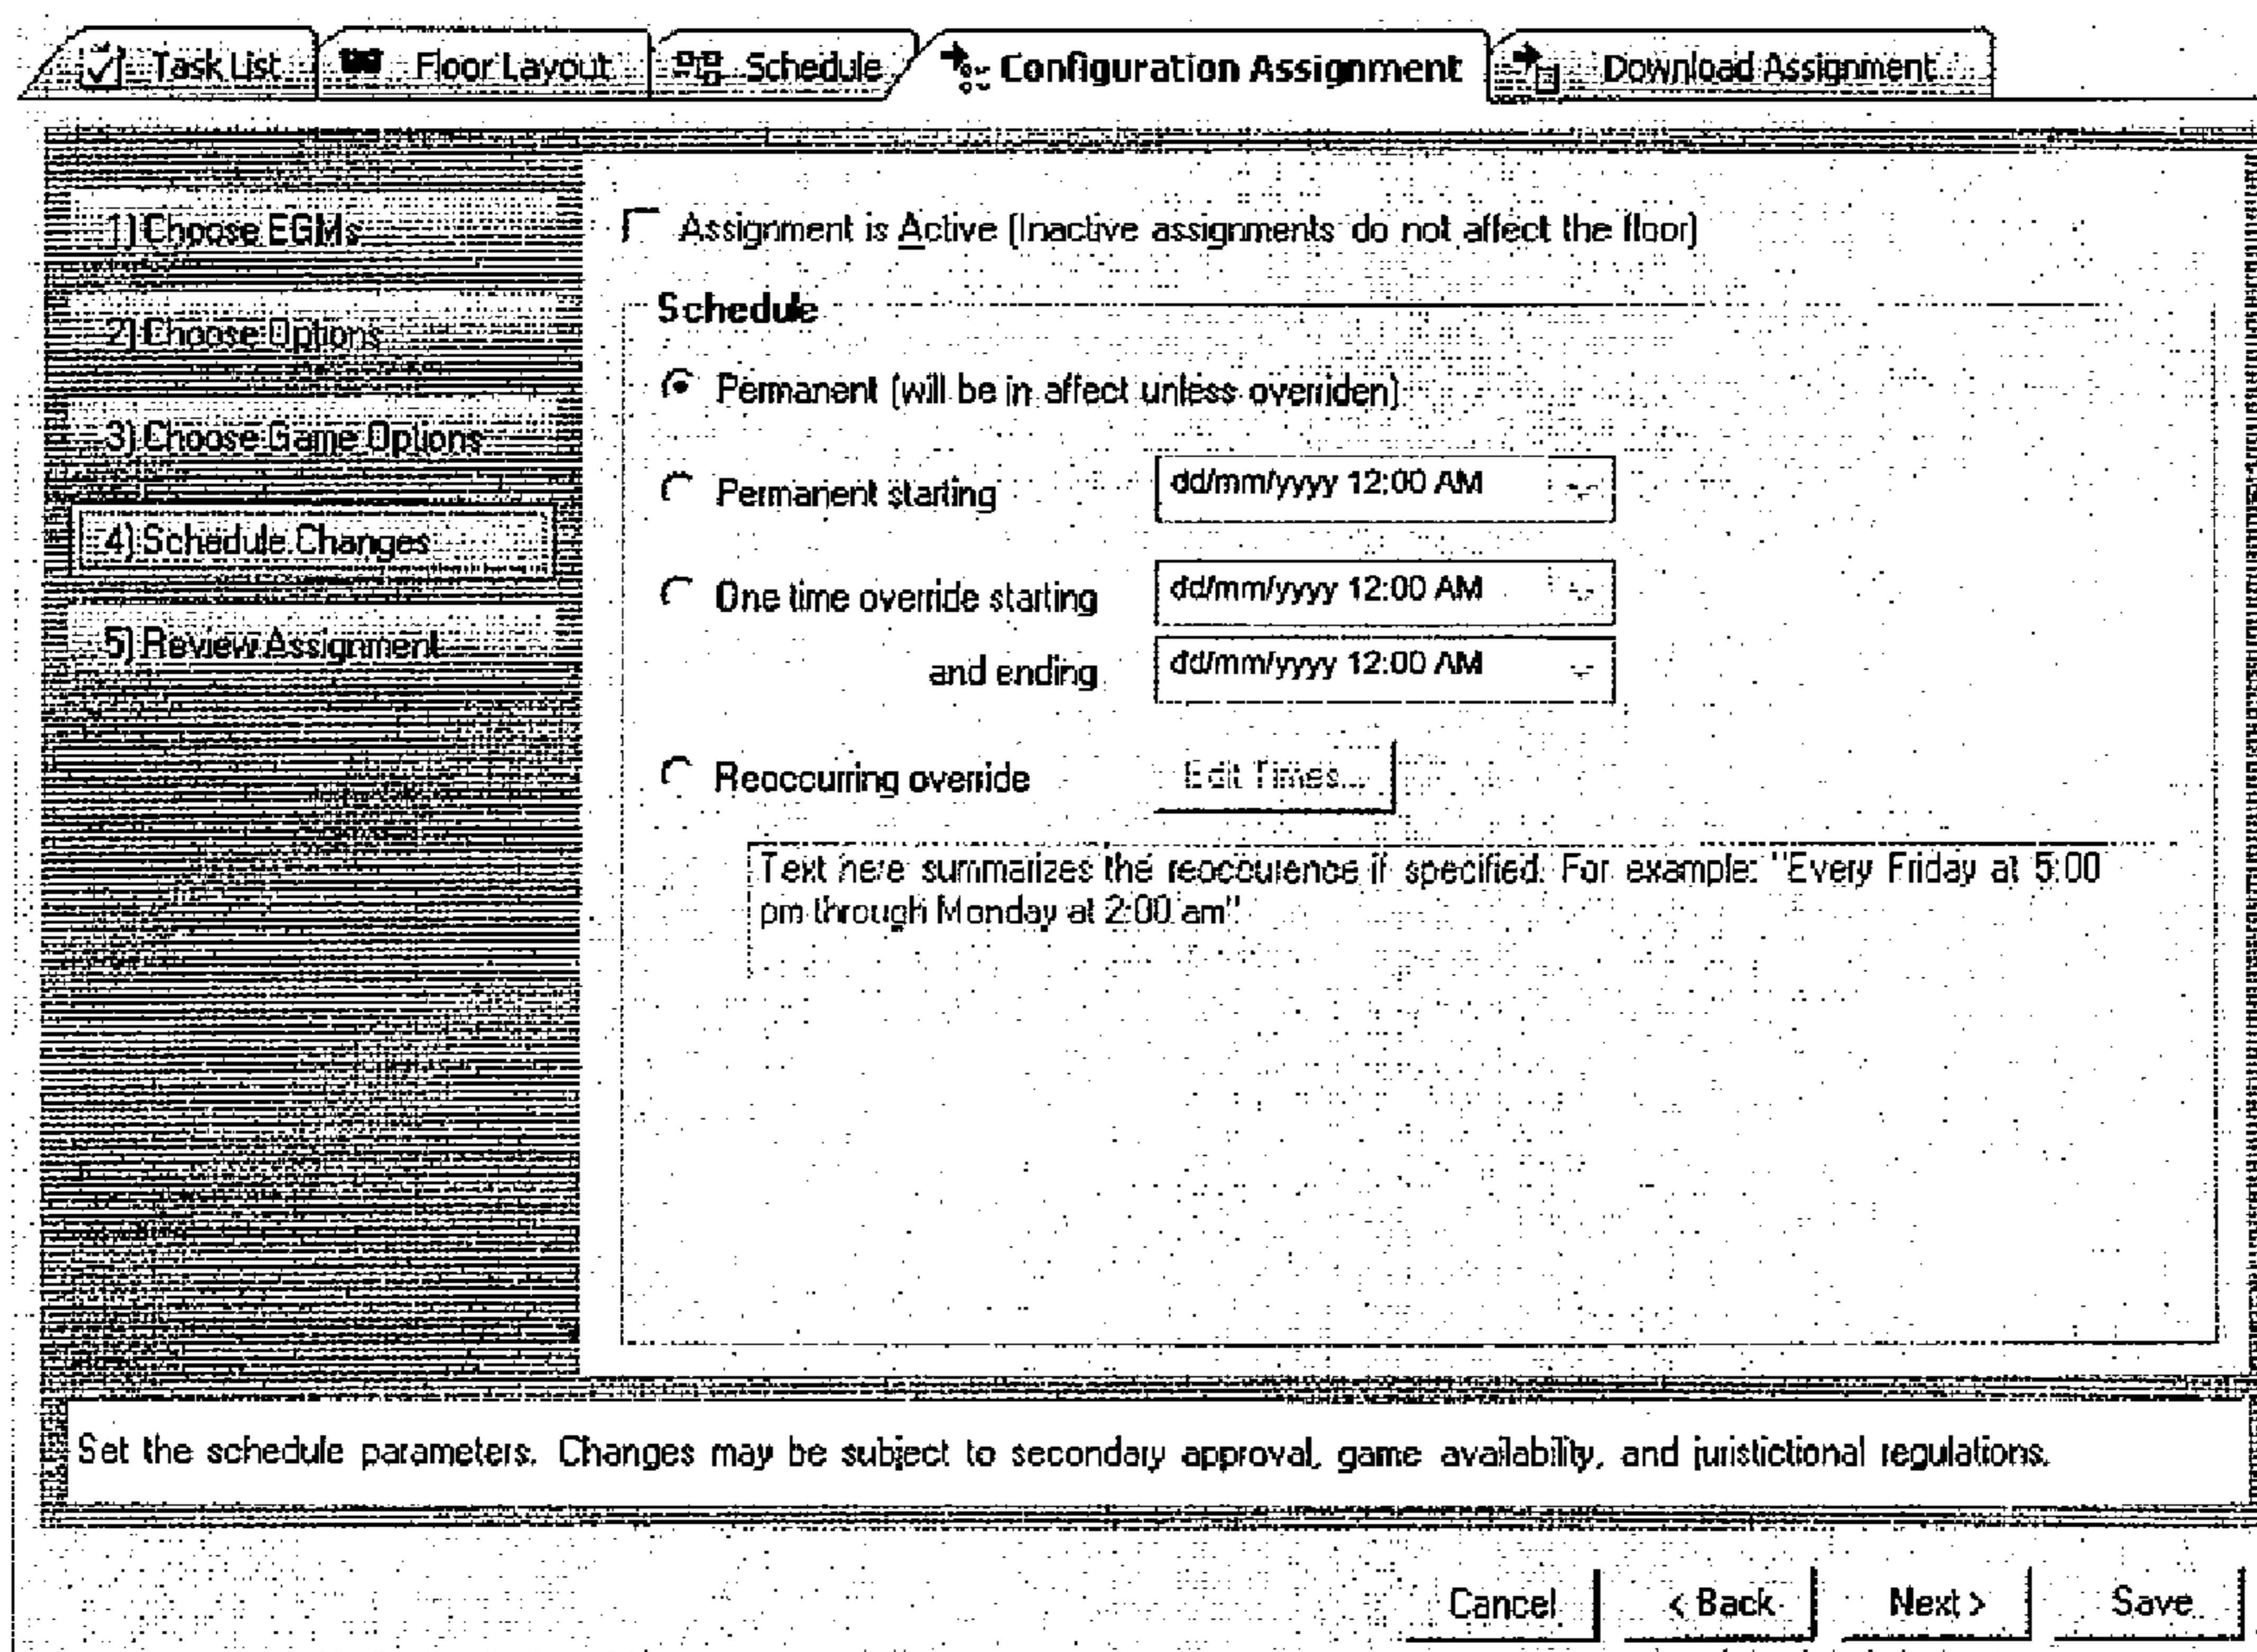 Task List Floor Layout Schedule Configuration Assignment Download Assignment
1) Choose EGMs
2) Choose Options
3) Choose Game Options
4) Schedule Changes
5) Review Assignment
Assignment is Active (Inactive assignments do not affect the floor)
Schedule
Permanent (will be in affect unless overriden)
Permanent starting dd/mm/yyyy 12:00 AM
One time override starting dd/mm/yyyy 12:00 AM
and ending dd/mm/yyyy 12:00 AM
Reoccurring override Edit Times...
Text here summarizes the reoccurence if specified. For example: "Every Friday at 5:00
pm through Monday at 2:00 am"
Set the schedule parameters. Changes may be subject to secondary approval, game availability, and juristictional regulations.
Cancel < Back Next > Save